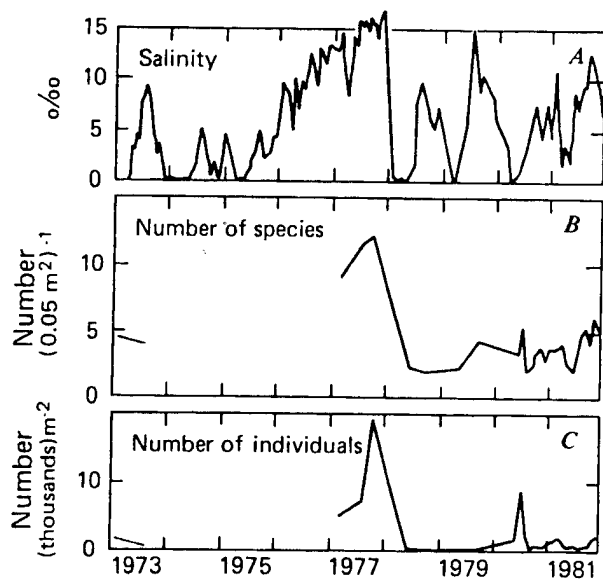 15
10
5
0
o/oo
Salinity
A
10
5
0
Number
(0.05 m²)⁻¹
Number of species
B
10
0
Number
(thousands)m⁻²
Number of individuals
C
1973 1975 1977 1979 1981